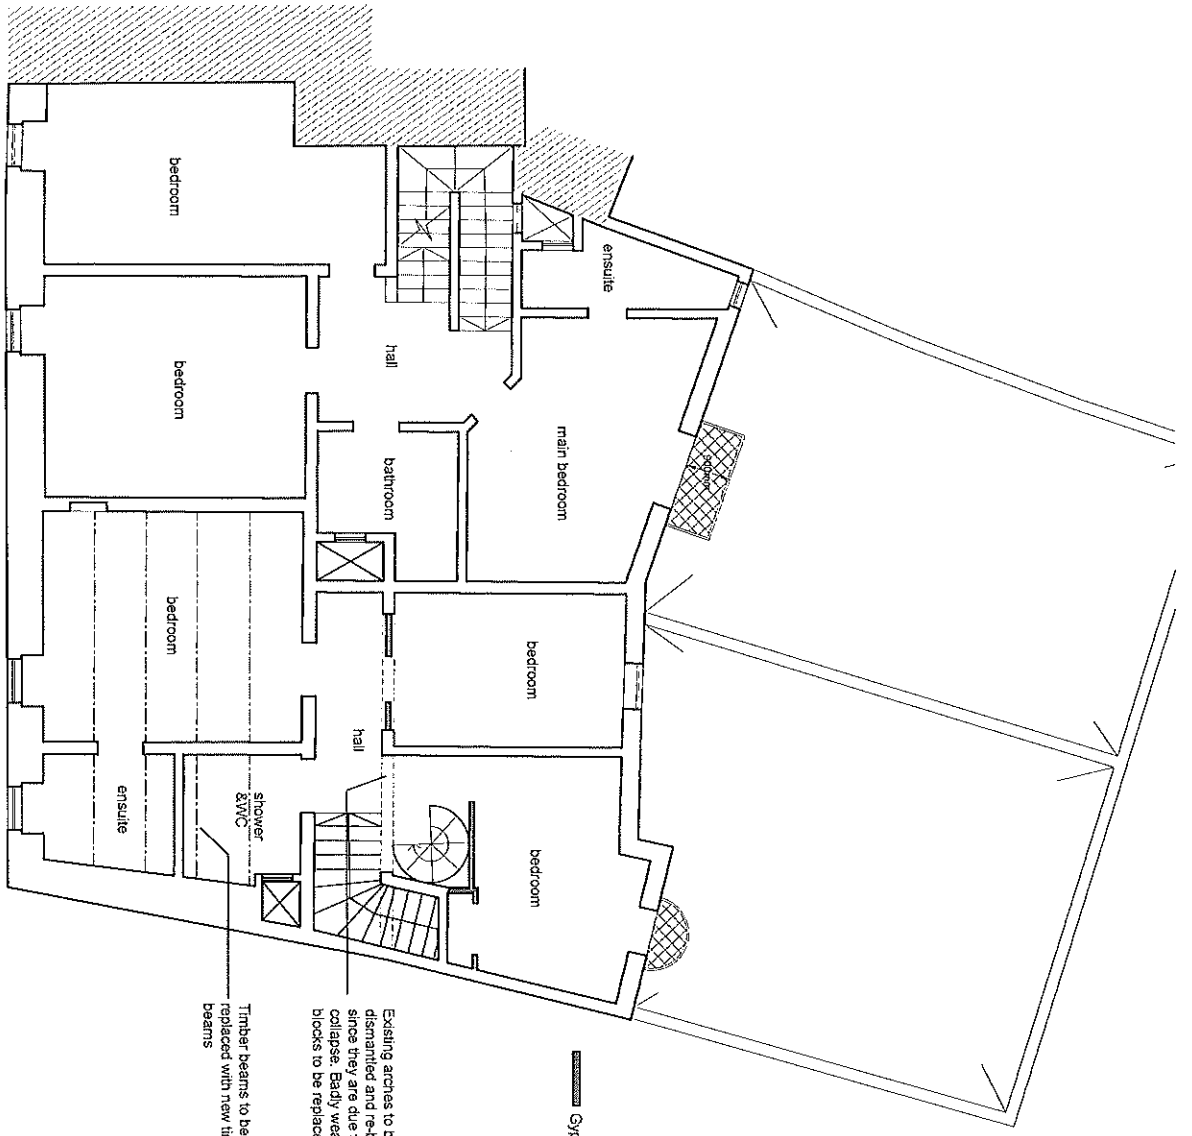 bedroom
ensuite
hall
bedroom
main bedroom
bathroom
bedroom
bedroom
hall
shower
&WC
ensuite
bedroom
Existing arches to b
dismantled and re-b
since they are due
collapse. Badly wea
blocks to be replace
Timber beams to be
replaced with new ti
beams